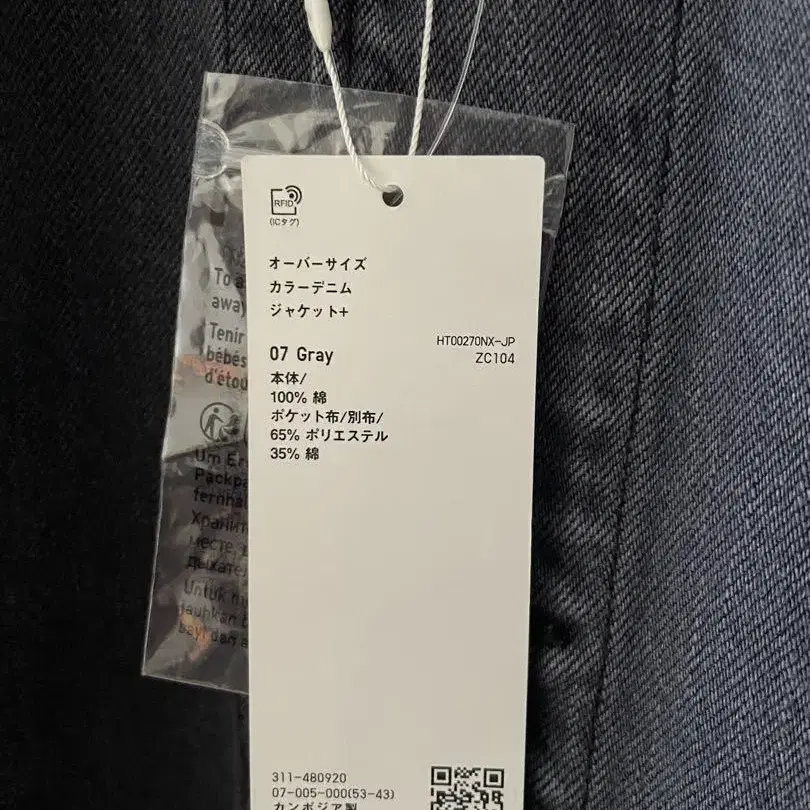 RFID
(ICタグ)
オーバーサイズ
カラーデニム
ジャケット+
HT00270NX-JP
07 Gray
ZC104
本体/
100% 綿
ポケット布/別布/
65% ポリエステル
35% 綿
311-480920
07-005-000(53-43)
カンボジア製
To a
away
Tenir
bébés
d'étou
Um Er
Packpa
fernha
Хранит
месте,
дыхате
Untuk m
jauhkan b
bayi dan a